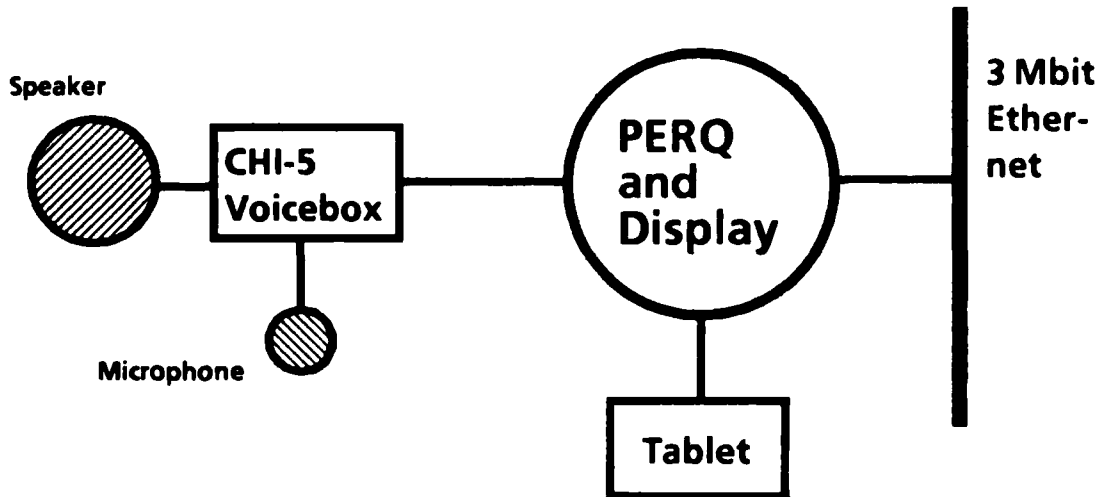 Speaker
CHI-5
Voicebox
Microphone
PERQ
and
Display
Tablet
3 Mbit
Ether-
net